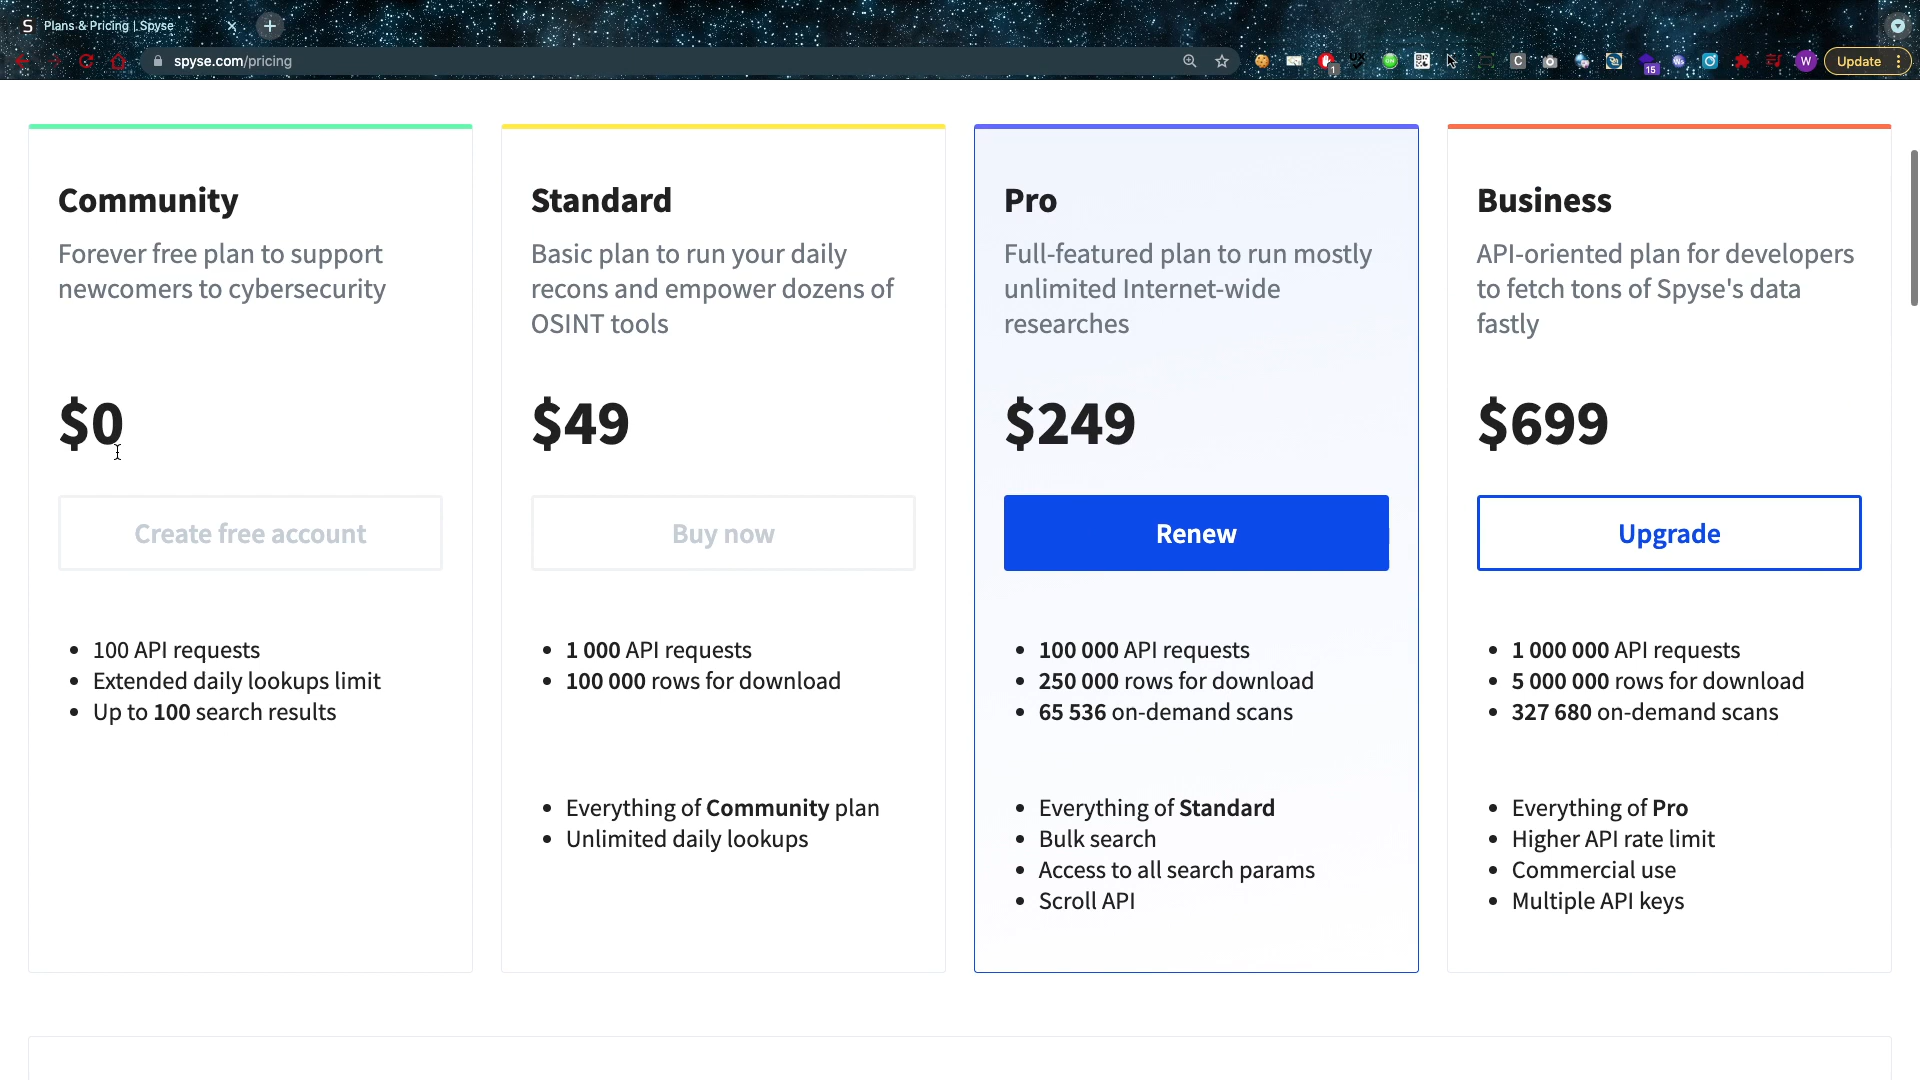 Plans & Pricing | Spyse
spyse.com/pricing
1
ON
C
15
W
Update
Community
Forever free plan to support
newcomers to cybersecurity
$0
Create free account
100 API requests
Extended daily lookups limit
Up to 100 search results
Standard
Basic plan to run your daily
recons and empower dozens of
OSINT tools
$49
Buy now
1 000 API requests
100 000 rows for download
Everything of Community plan
Unlimited daily lookups
Pro
Full-featured plan to run mostly
unlimited Internet-wide
researches
$249
Renew
100 000 API requests
250 000 rows for download
65 536 on-demand scans
Everything of Standard
Bulk search
Access to all search params
Scroll API
Business
API-oriented plan for developers
to fetch tons of Spyse's data
fastly
$699
Upgrade
1 000 000 API requests
5 000 000 rows for download
327 680 on-demand scans
Everything of Pro
Higher API rate limit
Commercial use
Multiple API keys